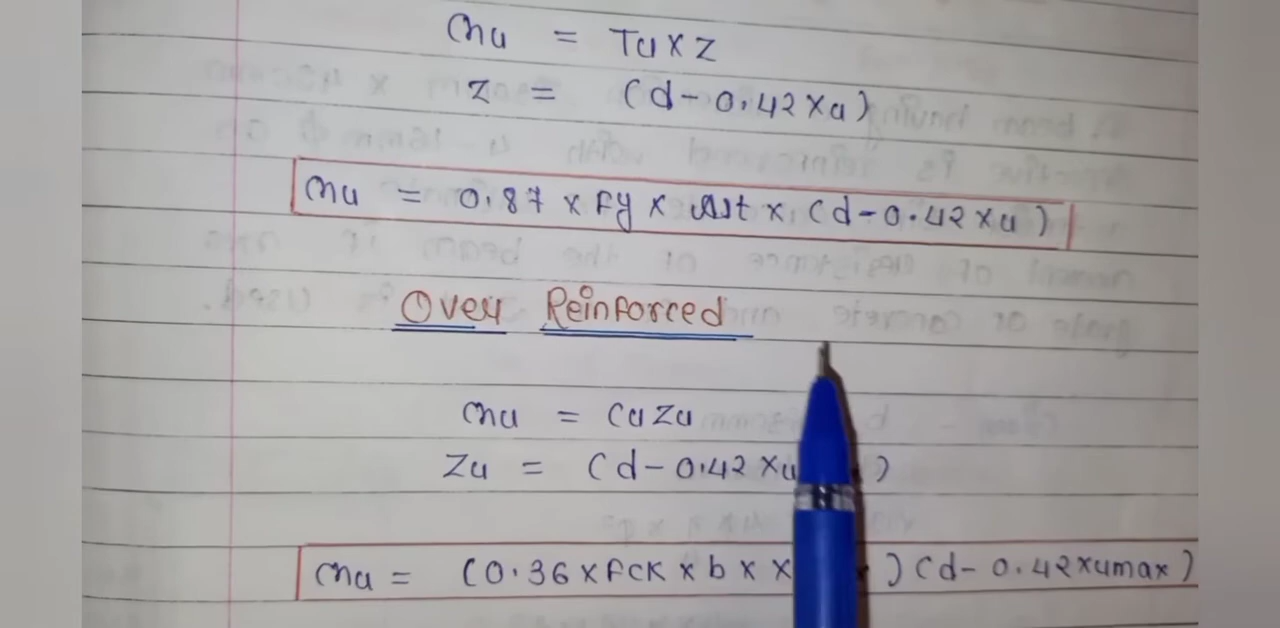 Mu = Tu x z
z = (d - 0.42 xu)
Mu = 0.87 x fy x Ast x (d - 0.42 xu)
Over Reinforced
Mu = Cu Zu
Zu = (d - 0.42 xu )
Mu = (0.36 x fck x b x x ) (d - 0.42 xumax)